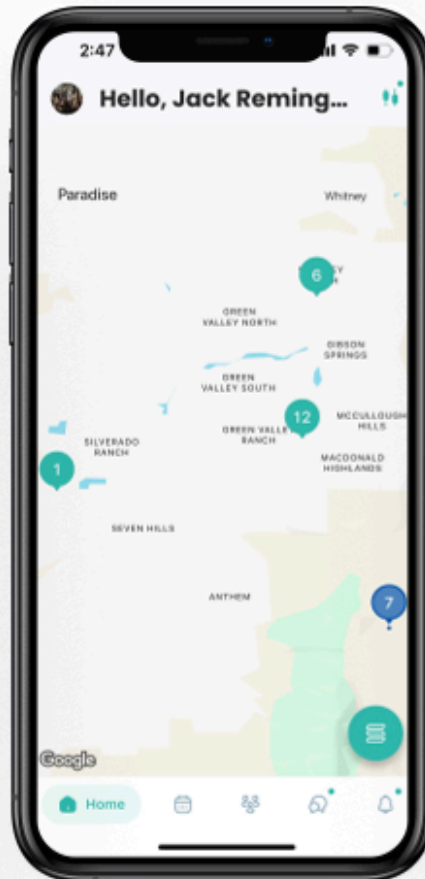 2:47
Hello, Jack Reming...
Paradise
Whitney
6
GREEN
VALLEY NORTH
GIBSON
SPRINGS
GREEN
VALLEY SOUTH
12
MCCULLOUGH
HILLS
GREEN VALLEY
RANCH
SILVERADO
RANCH
MACDONALD
HIGHLANDS
1
SEVEN HILLS
ANTHEM
7
Google
Home